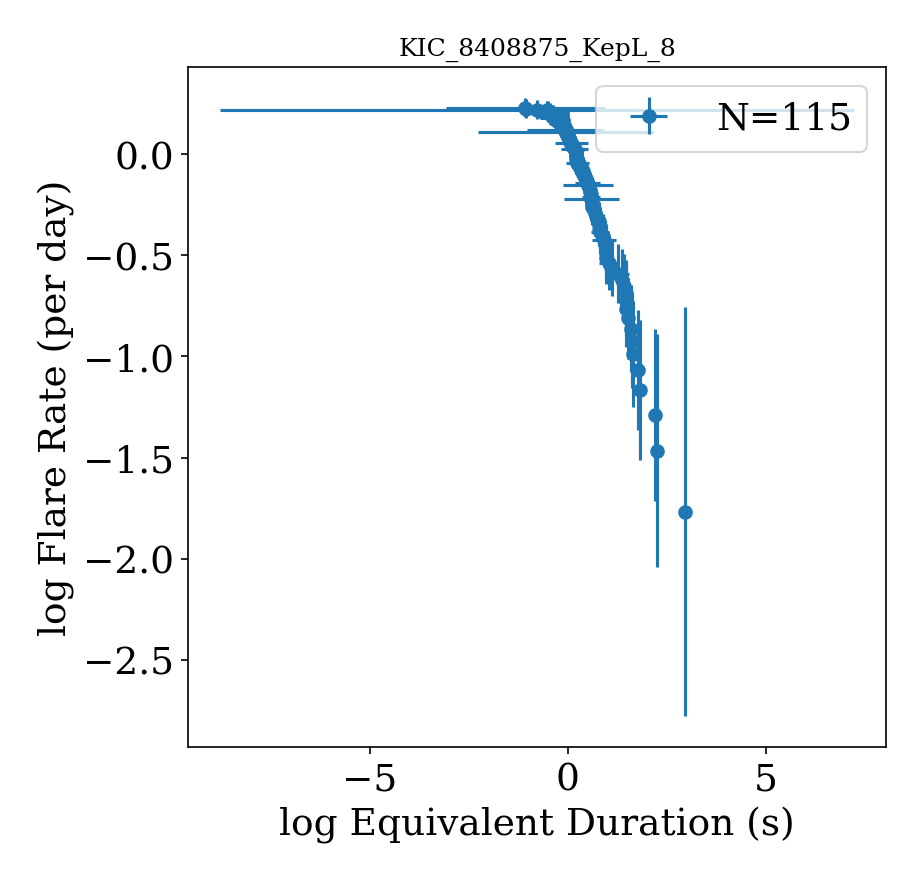 KIC_8408875_KepL_8
N=115
0.0
−0.5
−1.0
−1.5
−2.0
−2.5
log Flare Rate (per day)
−5 0 5
log Equivalent Duration (s)